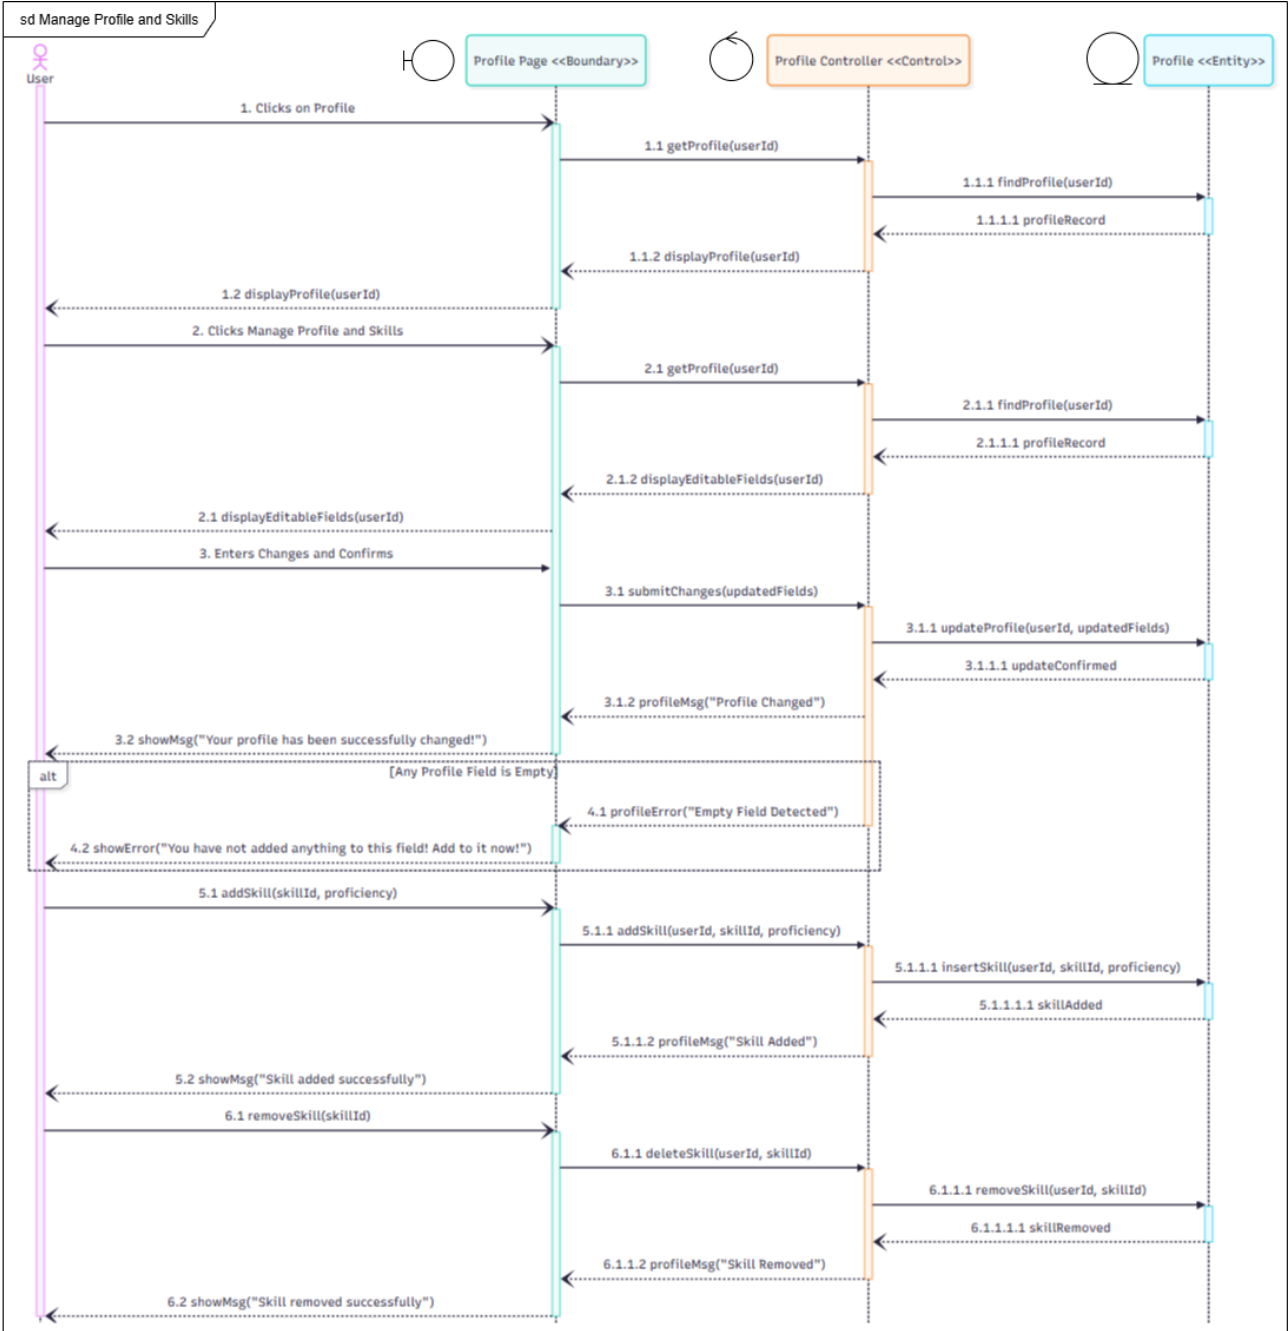 sd Manage Profile and Skills
User
Profile Page <<Boundary>>
Profile Controller <<Control>>
Profile <<Entity>>
1. Clicks on Profile
1.1 getProfile(userId)
1.1.1 findProfile(userId)
1.1.1.1 profileRecord
1.1.2 displayProfile(userId)
1.2 displayProfile(userId)
2. Clicks Manage Profile and Skills
2.1 getProfile(userId)
2.1.1 findProfile(userId)
2.1.1.1 profileRecord
2.1.2 displayEditableFields(userId)
2.1 displayEditableFields(userId)
3. Enters Changes and Confirms
3.1 submitChanges(updatedFields)
3.1.1 updateProfile(userId, updatedFields)
3.1.1.1 updateConfirmed
3.1.2 profileMsg("Profile Changed")
3.2 showMsg("Your profile has been successfully changed!")
alt
[Any Profile Field is Empty]
4.1 profileError("Empty Field Detected")
4.2 showError("You have not added anything to this field! Add to it now!")
5.1 addSkill(skillId, proficiency)
5.1.1 addSkill(userId, skillId, proficiency)
5.1.1.1 insertSkill(userId, skillId, proficiency)
5.1.1.1.1 skillAdded
5.1.1.2 profileMsg("Skill Added")
5.2 showMsg("Skill added successfully")
6.1 removeSkill(skillId)
6.1.1 deleteSkill(userId, skillId)
6.1.1.1 removeSkill(userId, skillId)
6.1.1.1.1 skillRemoved
6.1.1.2 profileMsg("Skill Removed")
6.2 showMsg("Skill removed successfully")